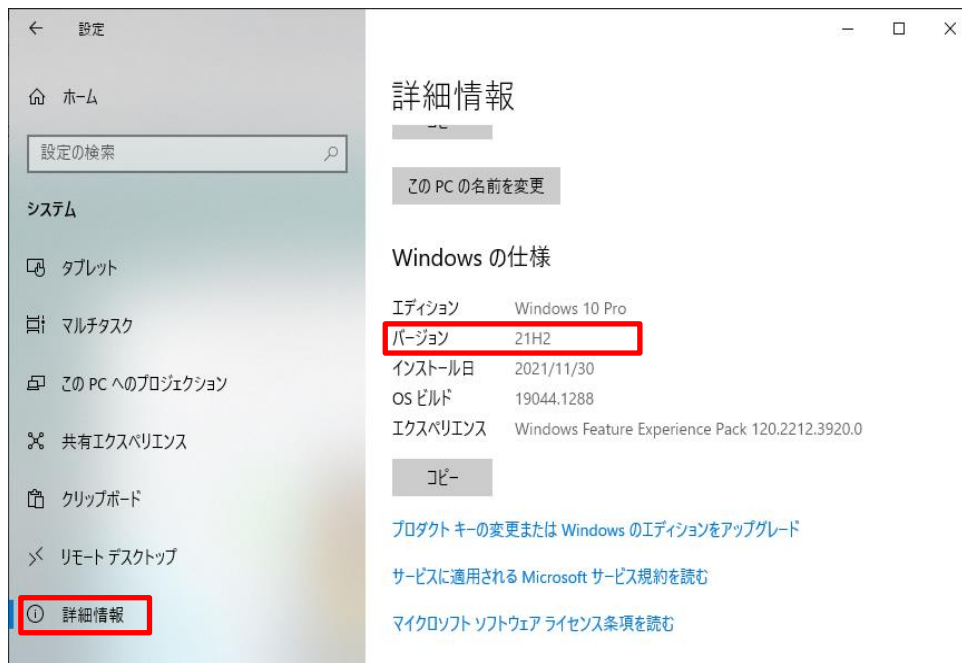 設定
ホーム
設定の検索
システム
タブレット
マルチタスク
この PC へのプロジェクション
共有エクスペリエンス
クリップボード
リモート デスクトップ
詳細情報
詳細情報
この PC の名前を変更
Windows の仕様
エディション Windows 10 Pro
バージョン 21H2
インストール日 2021/11/30
OS ビルド 19044.1288
エクスペリエンス Windows Feature Experience Pack 120.2212.3920.0
コピー
プロダクト キーの変更または Windows のエディションをアップグレード
サービスに適用される Microsoft サービス規約を読む
マイクロソフト ソフトウェア ライセンス条項を読む